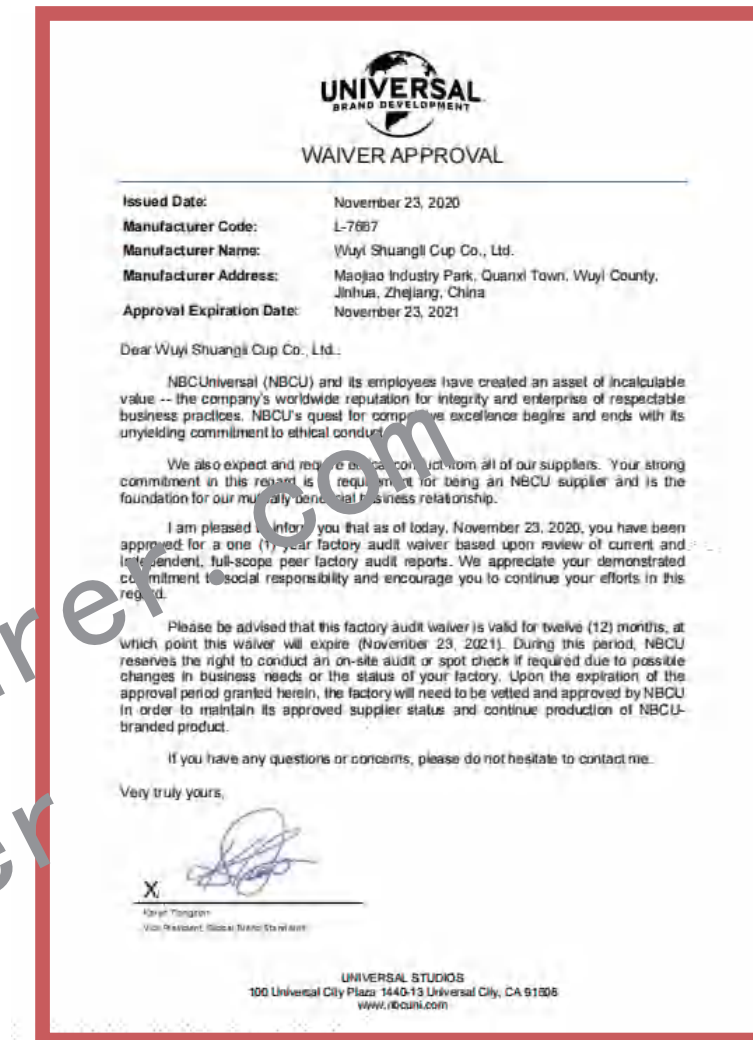 UNIVERSAL
BRAND DEVELOPMENT
WAIVER APPROVAL
Issued Date: November 23, 2020
Manufacturer Code: L-7667
Manufacturer Name: Wuyi Shuangli Cup Co., Ltd.
Manufacturer Address: Maojiao Industry Park, Quanxi Town, Wuyi County,
Jinhua, Zhejiang, China
Approval Expiration Date: November 23, 2021
Dear Wuyi Shuangli Cup Co., Ltd.:
NBCUniversal (NBCU) and its employees have created an asset of incalculable
value -- the company's worldwide reputation for integrity and enterprise of respectable
business practices. NBCU's quest for ve excellence begins and ends with its
unyielding commitment to ethical conduct
We also expect and from all of our suppliers. Your strong
commitment in this regard is for being an NBCU supplier and is the
foundation for our business relationship.
I am pleased inform you that as of today, November 23, 2020, you have been
approved for a one (1) year factory audit waiver based upon review of current and
full-scope peer factory audit reports. We appreciate your demonstrated
social responsibility and encourage you to continue your efforts in this
Please be advised that this factory audit waiver is valid for twelve (12) months, at
which point this waiver will expire (November 23, 2021). During this period, NBCU
reserves the right to conduct an on-site audit or spot check if required due to possible
changes in business needs or the status of your factory. Upon the expiration of the
approval period granted herein, the factory will need to be vetted and approved by NBCU
in order to maintain its approved supplier status and continue production of NBCU-
branded product.
If you have any questions or concerns, please do not hesitate to contact me.
Very truly yours,
X
UNIVERSAL STUDIOS
100 Universal City Plaza 1440-13 Universal City, CA 91608
www.nbcuni.com
rer.com
er